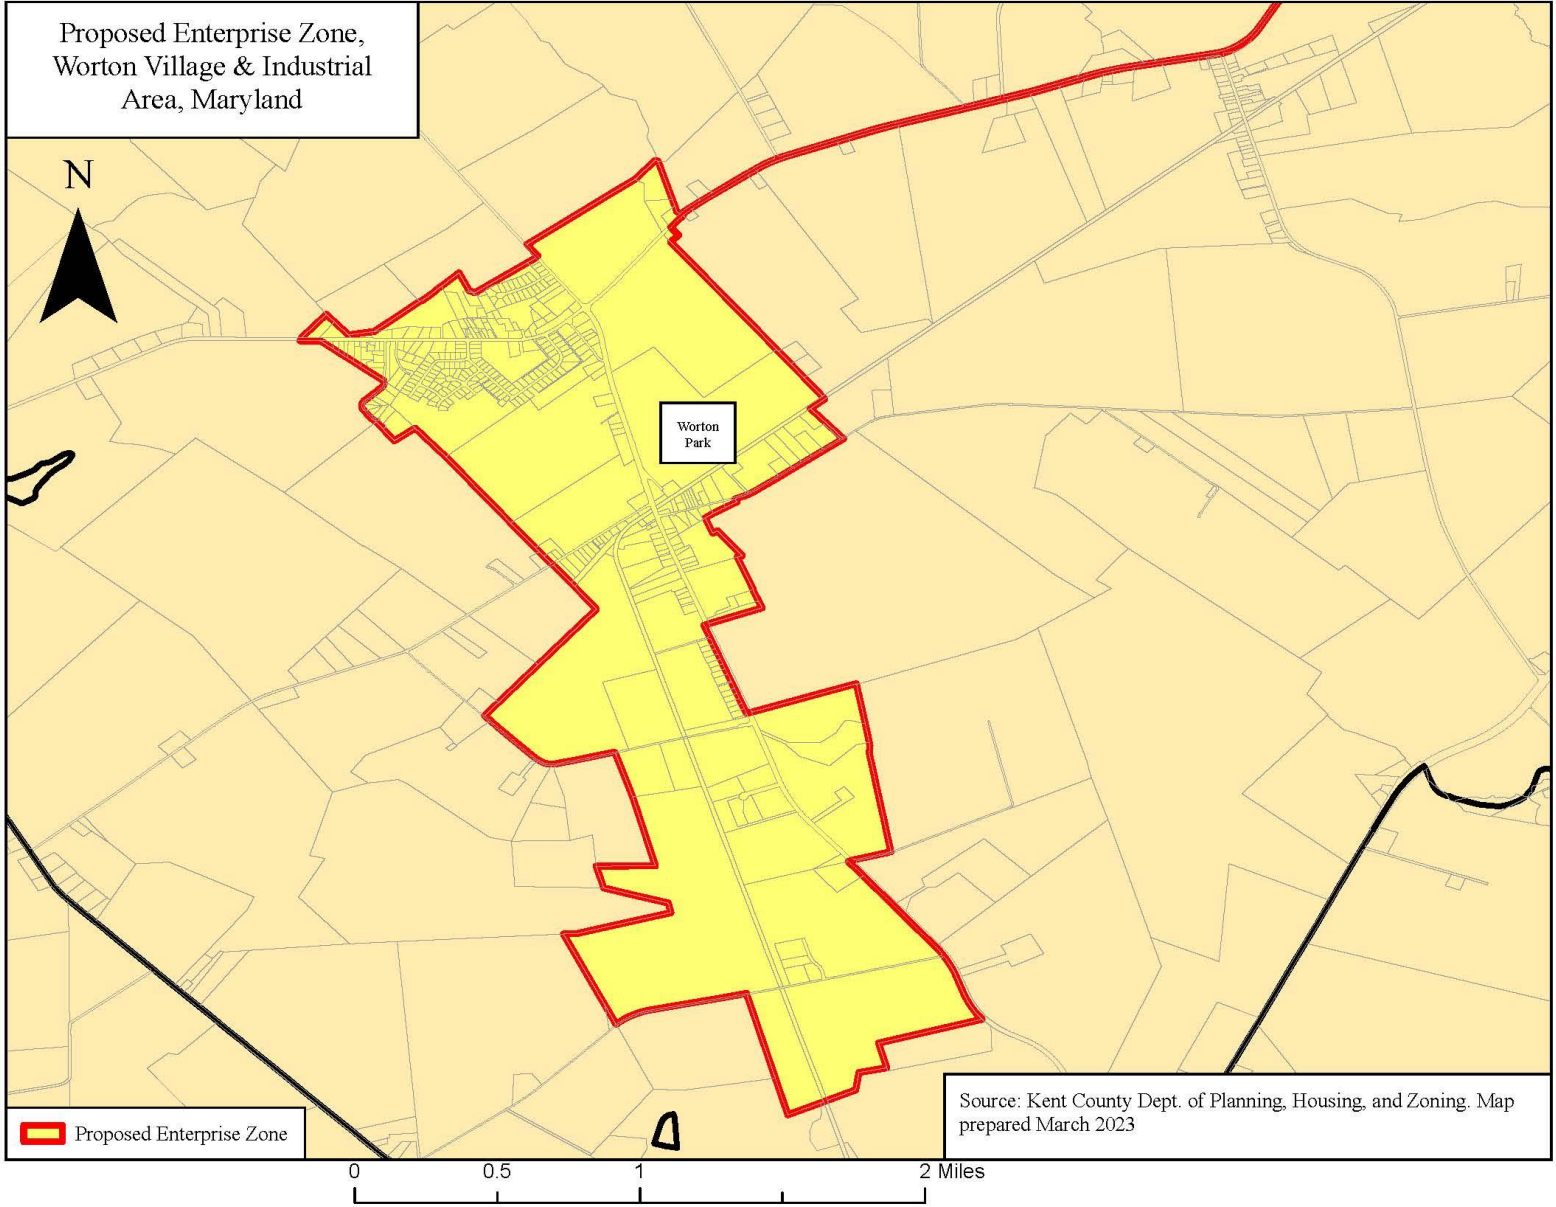 Proposed Enterprise Zone,
Worton Village & Industrial
Area, Maryland
N
Worton
Park
Proposed Enterprise Zone
Source: Kent County Dept. of Planning, Housing, and Zoning. Map
prepared March 2023
0 0.5 1 2 Miles